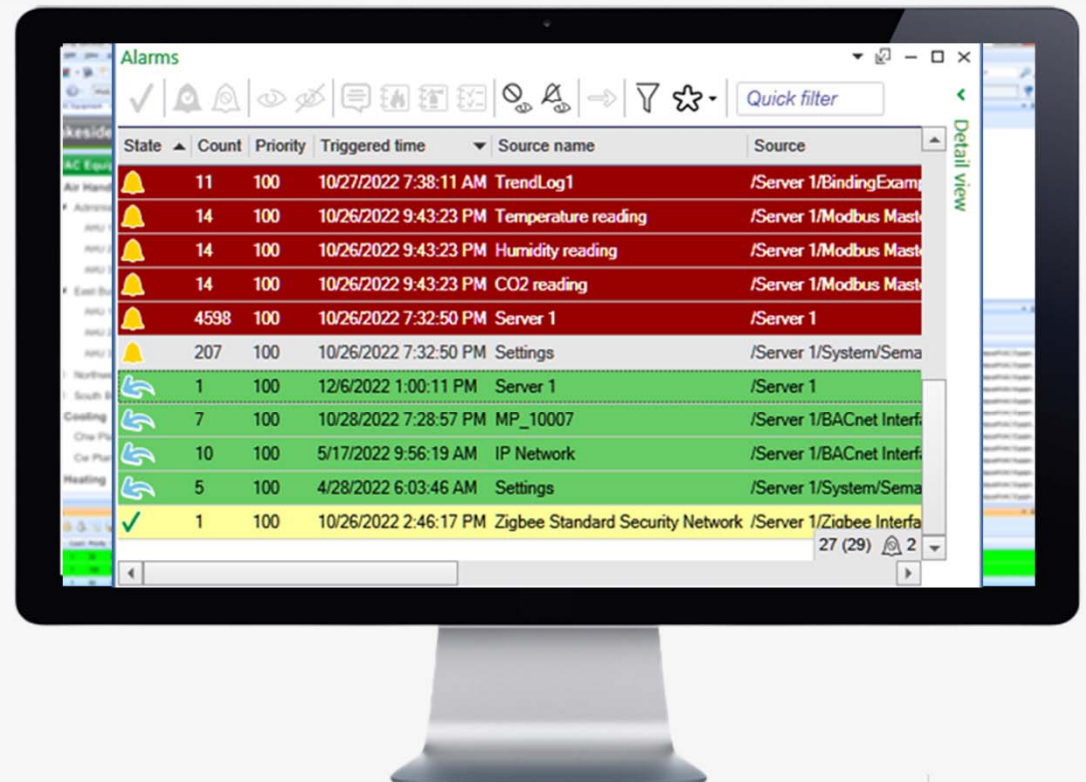 Alarms
Quick filter
Detail view
State Count Priority Triggered time Source name Source
11 100 10/27/2022 7:38:11 AM TrendLog1 /Server 1/BindingExamp
14 100 10/26/2022 9:43:23 PM Temperature reading /Server 1/Modbus Maste
14 100 10/26/2022 9:43:23 PM Humidity reading /Server 1/Modbus Maste
14 100 10/26/2022 9:43:23 PM CO2 reading /Server 1/Modbus Maste
4598 100 10/26/2022 7:32:50 PM Server 1 /Server 1
207 100 10/26/2022 7:32:50 PM Settings /Server 1/System/Sema
1 100 12/6/2022 1:00:11 PM Server 1 /Server 1
7 100 10/28/2022 7:28:57 PM MP_10007 /Server 1/BACnet Interfa
10 100 5/17/2022 9:56:19 AM IP Network /Server 1/BACnet Interfa
5 100 4/28/2022 6:03:46 AM Settings /Server 1/System/Sema
1 100 10/26/2022 2:46:17 PM Zigbee Standard Security Network /Server 1/Zigbee Interfa
27 (29) 2
keside
AC Equip
Air Hand
Cooling
Heating